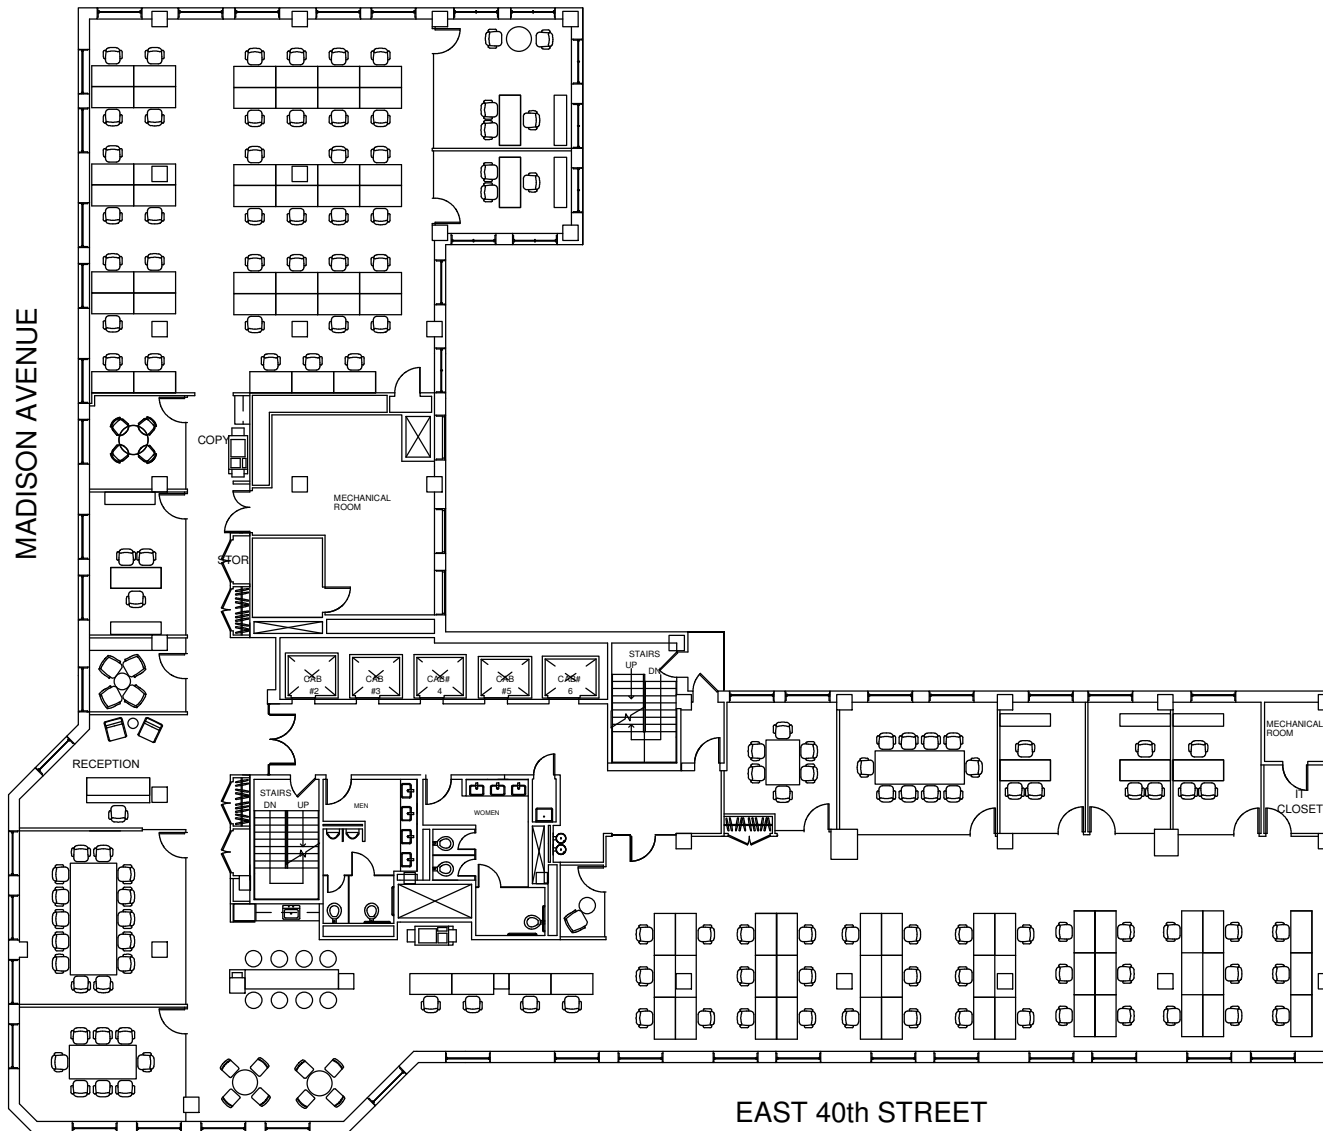 MADISON AVENUE
COPY
MECHANICAL
ROOM
STOR
STAIRS
UP
DN
CAB
#2
CAB
#3
CAB#
4
CAB
#5
CAB#
6
MECHANICAL
ROOM
RECEPTION
STAIRS
DN UP
MEN
WOMEN
IT
CLOSET
EAST 40th STREET